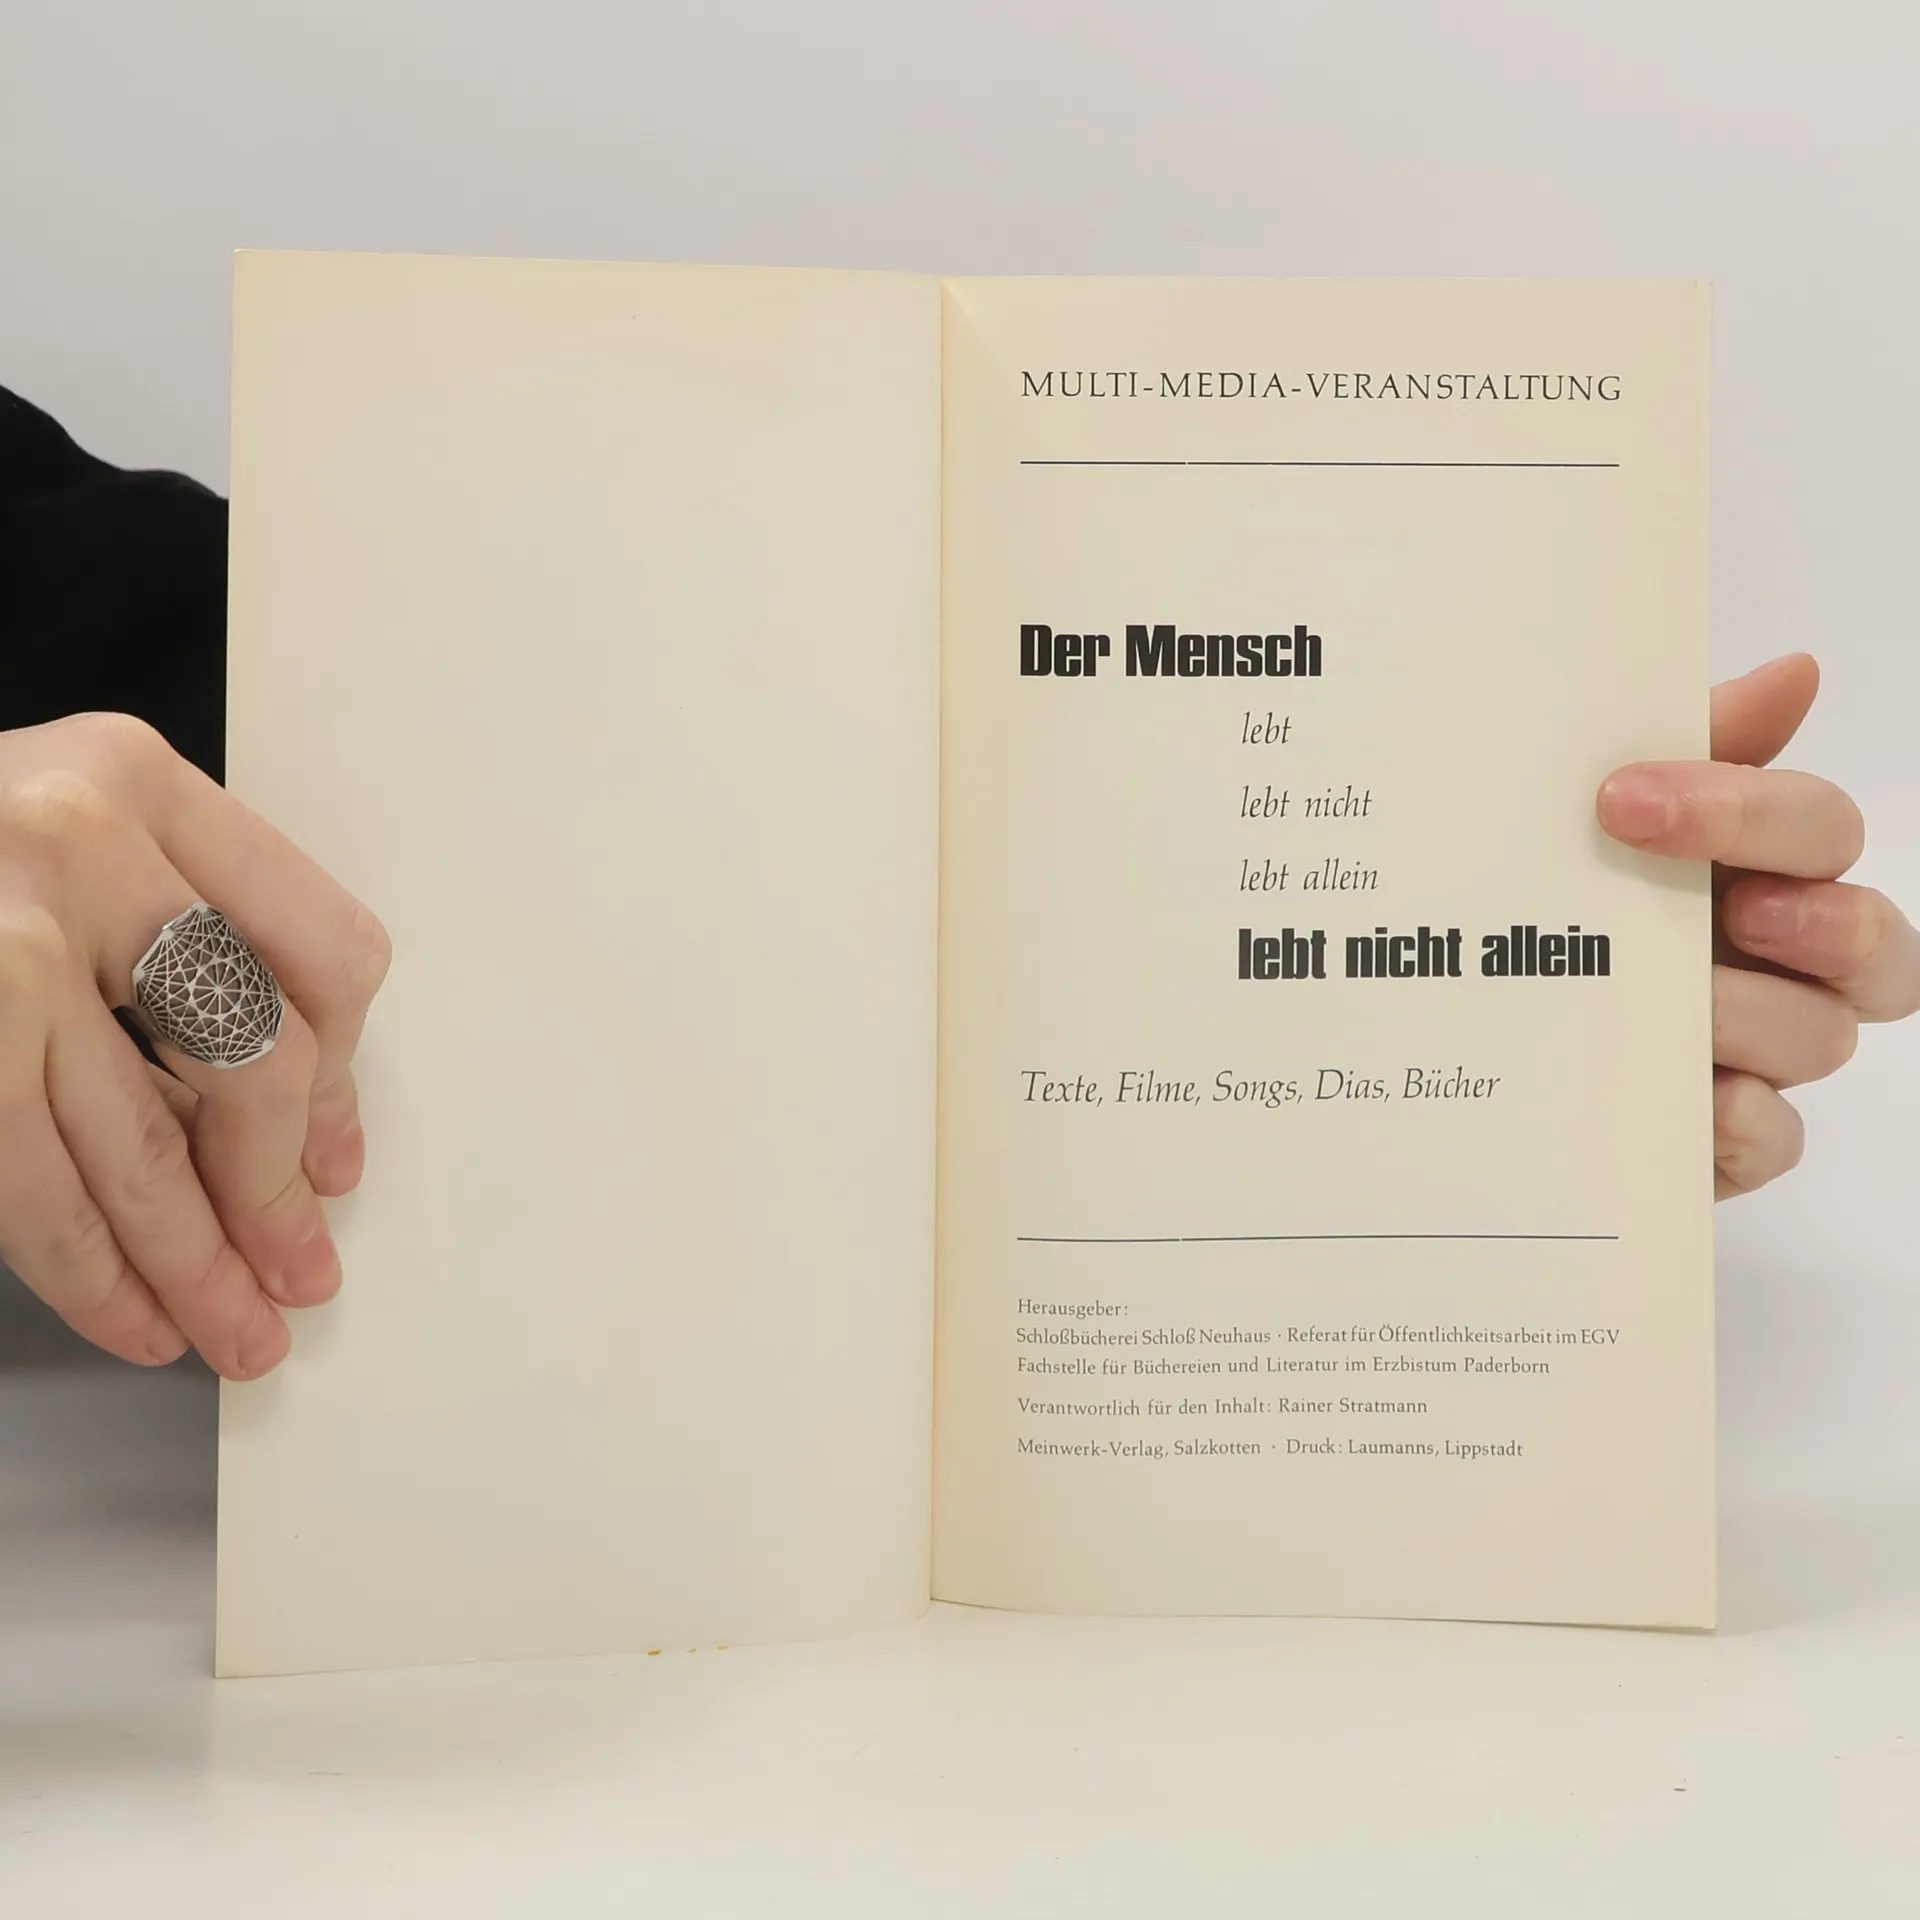 MULTI-MEDIA-VERANSTALTUNG
Der Mensch
lebt
lebt nicht
lebt allein
lebt nicht allein
Texte, Filme, Songs, Dias, Bücher
Herausgeber:
Schloßbücherei Schloß Neuhaus · Referat für Öffentlichkeitsarbeit im EGV
Fachstelle für Büchereien und Literatur im Erzbistum Paderborn
Verantwortlich für den Inhalt: Rainer Stratmann
Meinwerk-Verlag, Salzkotten · Druck: Laumanns, Lippstadt